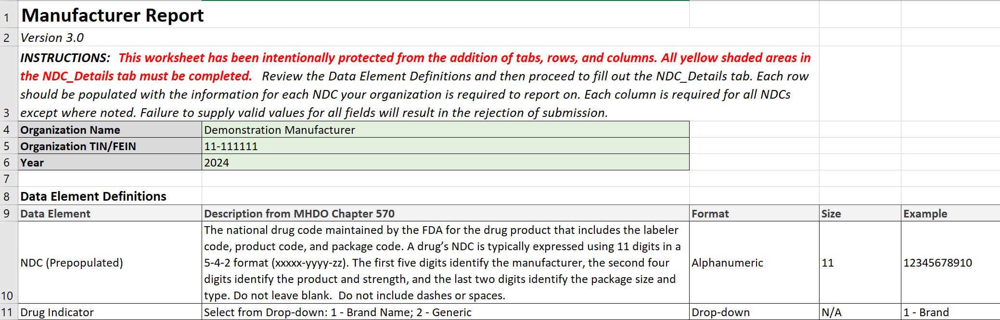 1 Manufacturer Report
2 Version 3.0
INSTRUCTIONS: This worksheet has been intentionally protected from the addition of tabs, rows, and columns. All yellow shaded areas in
the NDC_Details tab must be completed. Review the Data Element Definitions and then proceed to fill out the NDC_Details tab. Each row
should be populated with the information for each NDC your organization is required to report on. Each column is required for all NDCs
3 except where noted. Failure to supply valid values for all fields will result in the rejection of submission.
4 Organization Name Demonstration Manufacturer
5 Organization TIN/FEIN 11-111111
6 Year 2024
7
8 Data Element Definitions
9 Data Element Description from MHDO Chapter 570 Format Size Example
The national drug code maintained by the FDA for the drug product that includes the labeler
code, product code, and package code. A drug’s NDC is typically expressed using 11 digits in a
NDC (Prepopulated) 5-4-2 format (xxxxx-yyyy-zz). The first five digits identify the manufacturer, the second four Alphanumeric 11 12345678910
digits identify the product and strength, and the last two digits identify the package size and
10 type. Do not leave blank. Do not include dashes or spaces.
11 Drug Indicator Select from Drop-down: 1 - Brand Name; 2 - Generic Drop-down N/A 1 - Brand